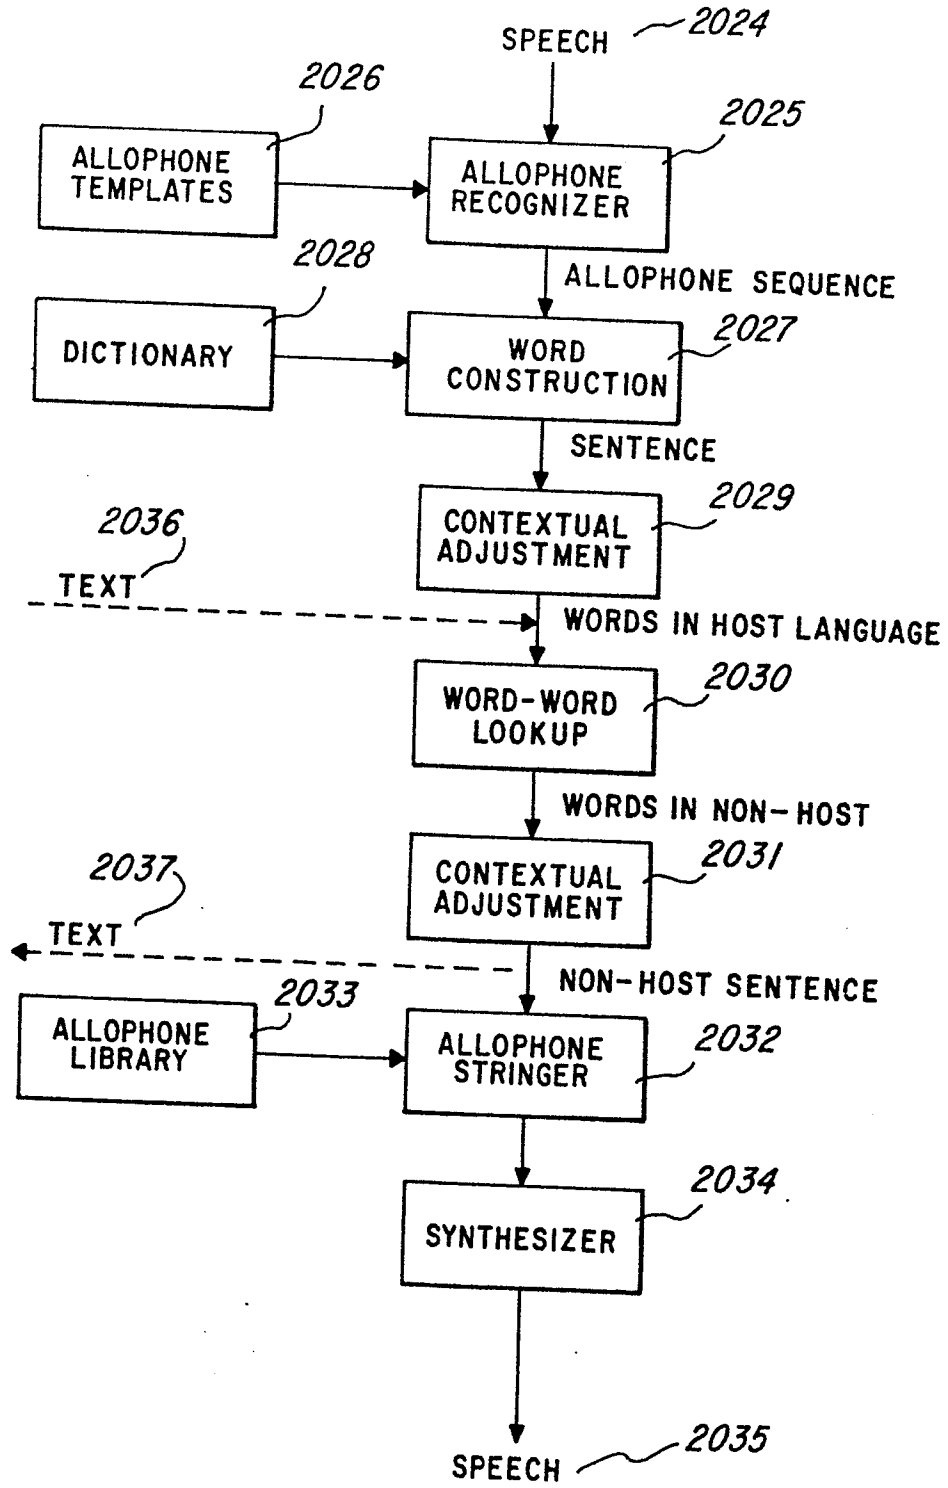 SPEECH
2024
2026
2025
ALLOPHONE
TEMPLATES
ALLOPHONE
RECOGNIZER
2028
ALLOPHONE SEQUENCE
2027
DICTIONARY
WORD
CONSTRUCTION
SENTENCE
2029
2036
CONTEXTUAL
ADJUSTMENT
TEXT
WORDS IN HOST LANGUAGE
2030
WORD-WORD
LOOKUP
WORDS IN NON-HOST
2031
2037
CONTEXTUAL
ADJUSTMENT
TEXT
NON-HOST SENTENCE
2033
2032
ALLOPHONE
LIBRARY
ALLOPHONE
STRINGER
2034
SYNTHESIZER
2035
SPEECH